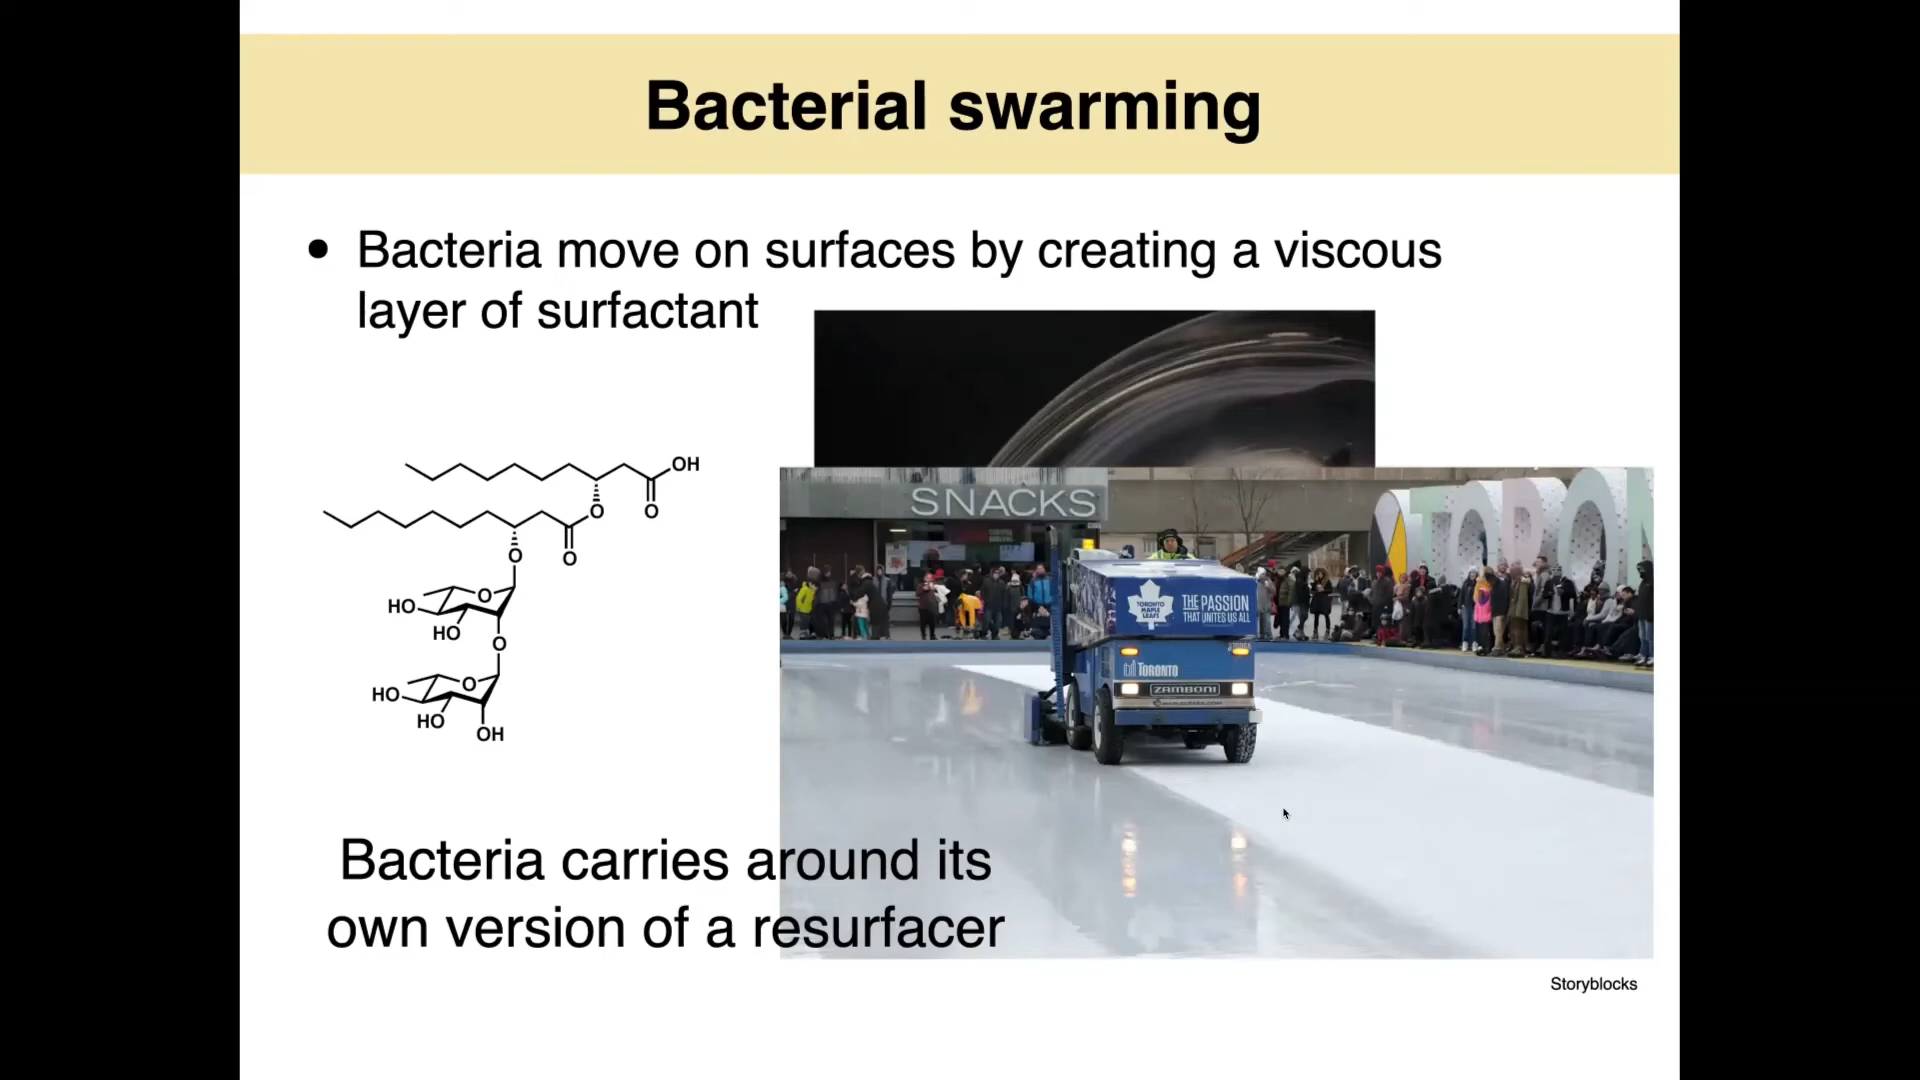 Bacterial swarming
• Bacteria move on surfaces by creating a viscous
layer of surfactant
OH
O
O
O
O
O
HO
HO
O
O
HO
HO
OH
SNACKS
TORON
TORONTO
MAPLE
LEAFS
THE PASSION
THAT UNITES US ALL
TORONTO
ZAMBONI
Bacteria carries around its
own version of a resurfacer
Storyblocks